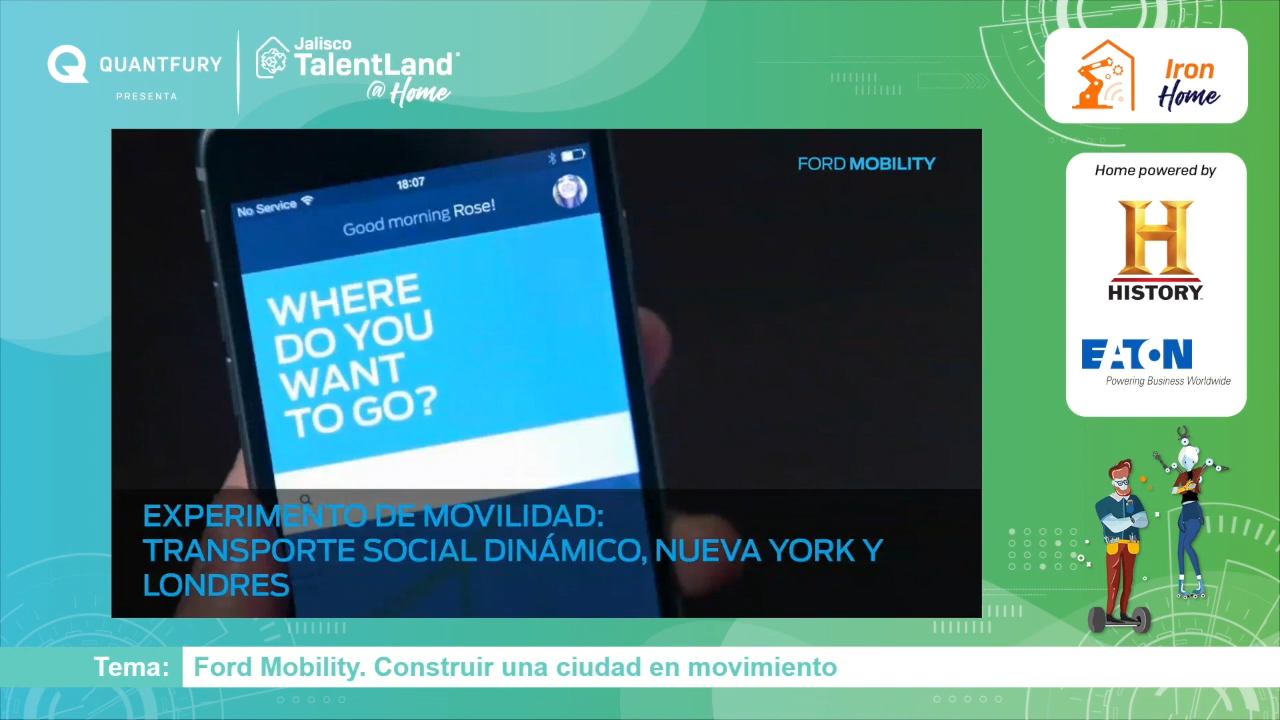 QUANTFURY
PRESENTA
Jalisco
TalentLand
@ Home
Iron
Home
Home powered by
H
HISTORY
EATON
Powering Business Worldwide
FORD MOBILITY
18:07
No Service
Good morning Rose!
WHERE
DO YOU
WANT
TO GO?
EXPERIMENTO DE MOVILIDAD:
TRANSPORTE SOCIAL DINÁMICO, NUEVA YORK Y
LONDRES
Tema: Ford Mobility. Construir una ciudad en movimiento